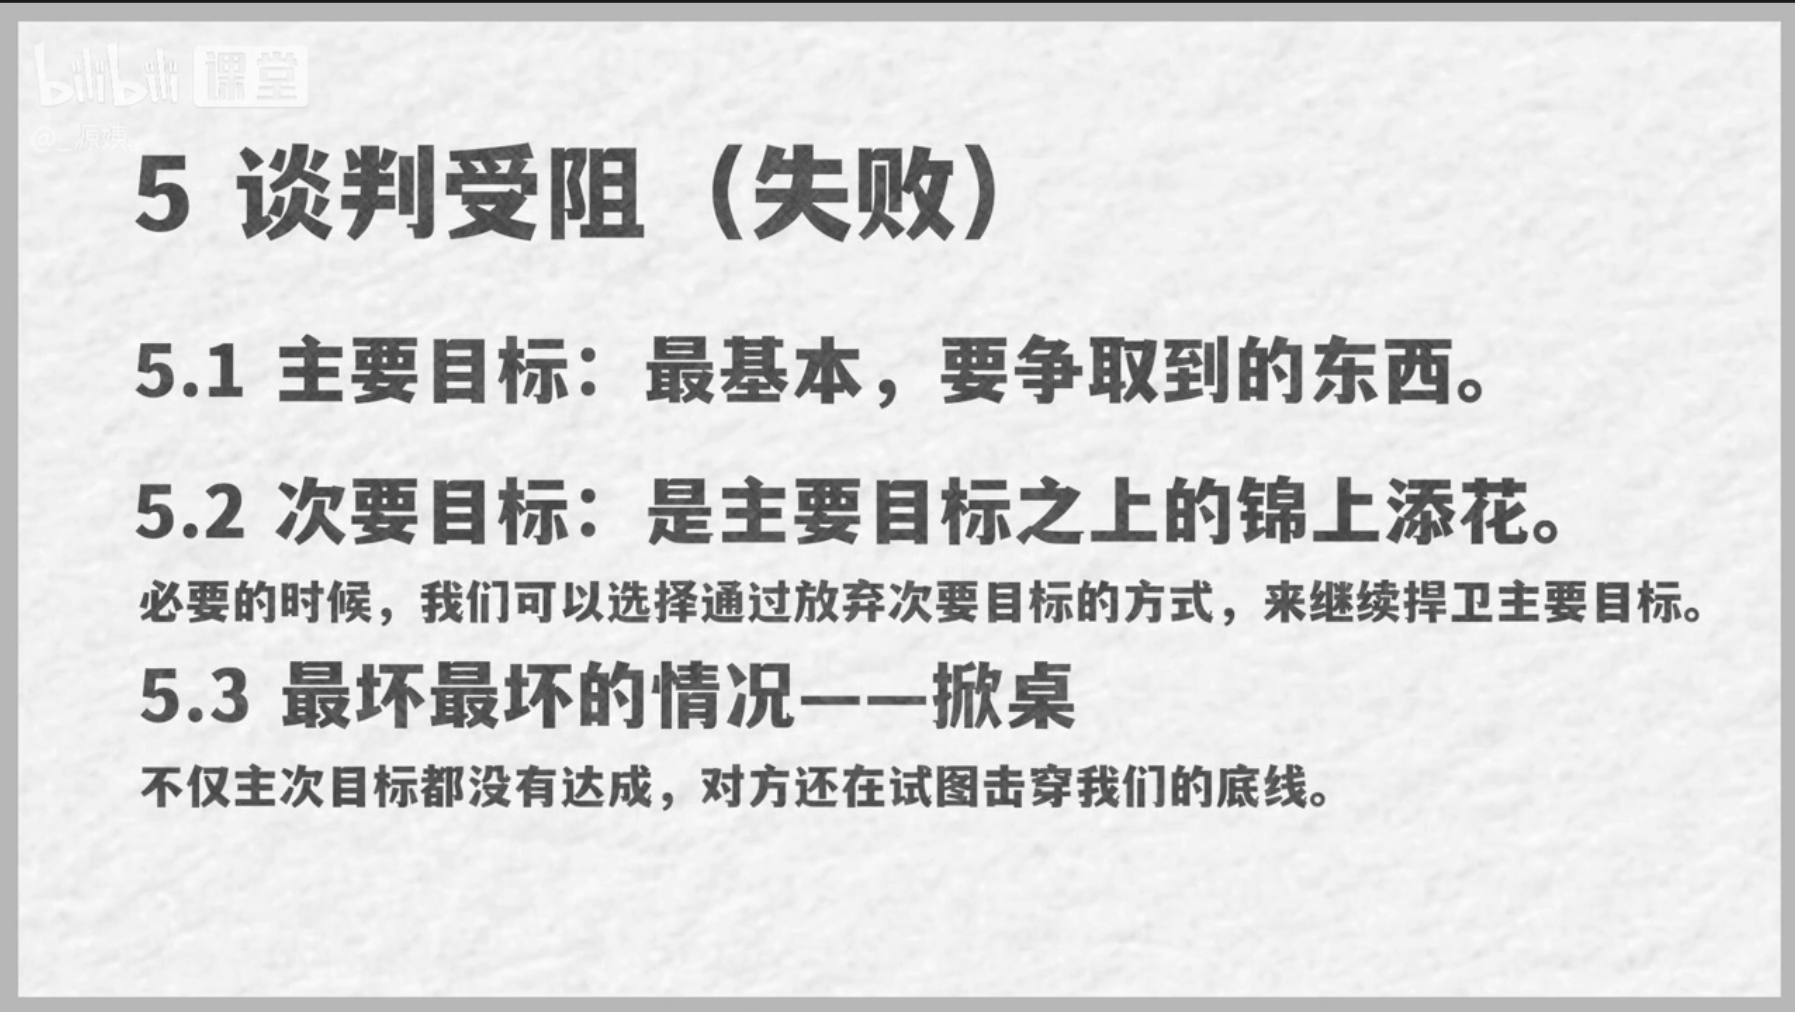 bilibili 课堂
5 谈判受阻（失败）
5.1 主要目标：最基本，要争取到的东西。
5.2 次要目标：是主要目标之上的锦上添花。
必要的时候，我们可以选择通过放弃次要目标的方式，来继续捍卫主要目标。
5.3 最坏最坏的情况——掀桌
不仅主次目标都没有达成，对方还在试图击穿我们的底线。